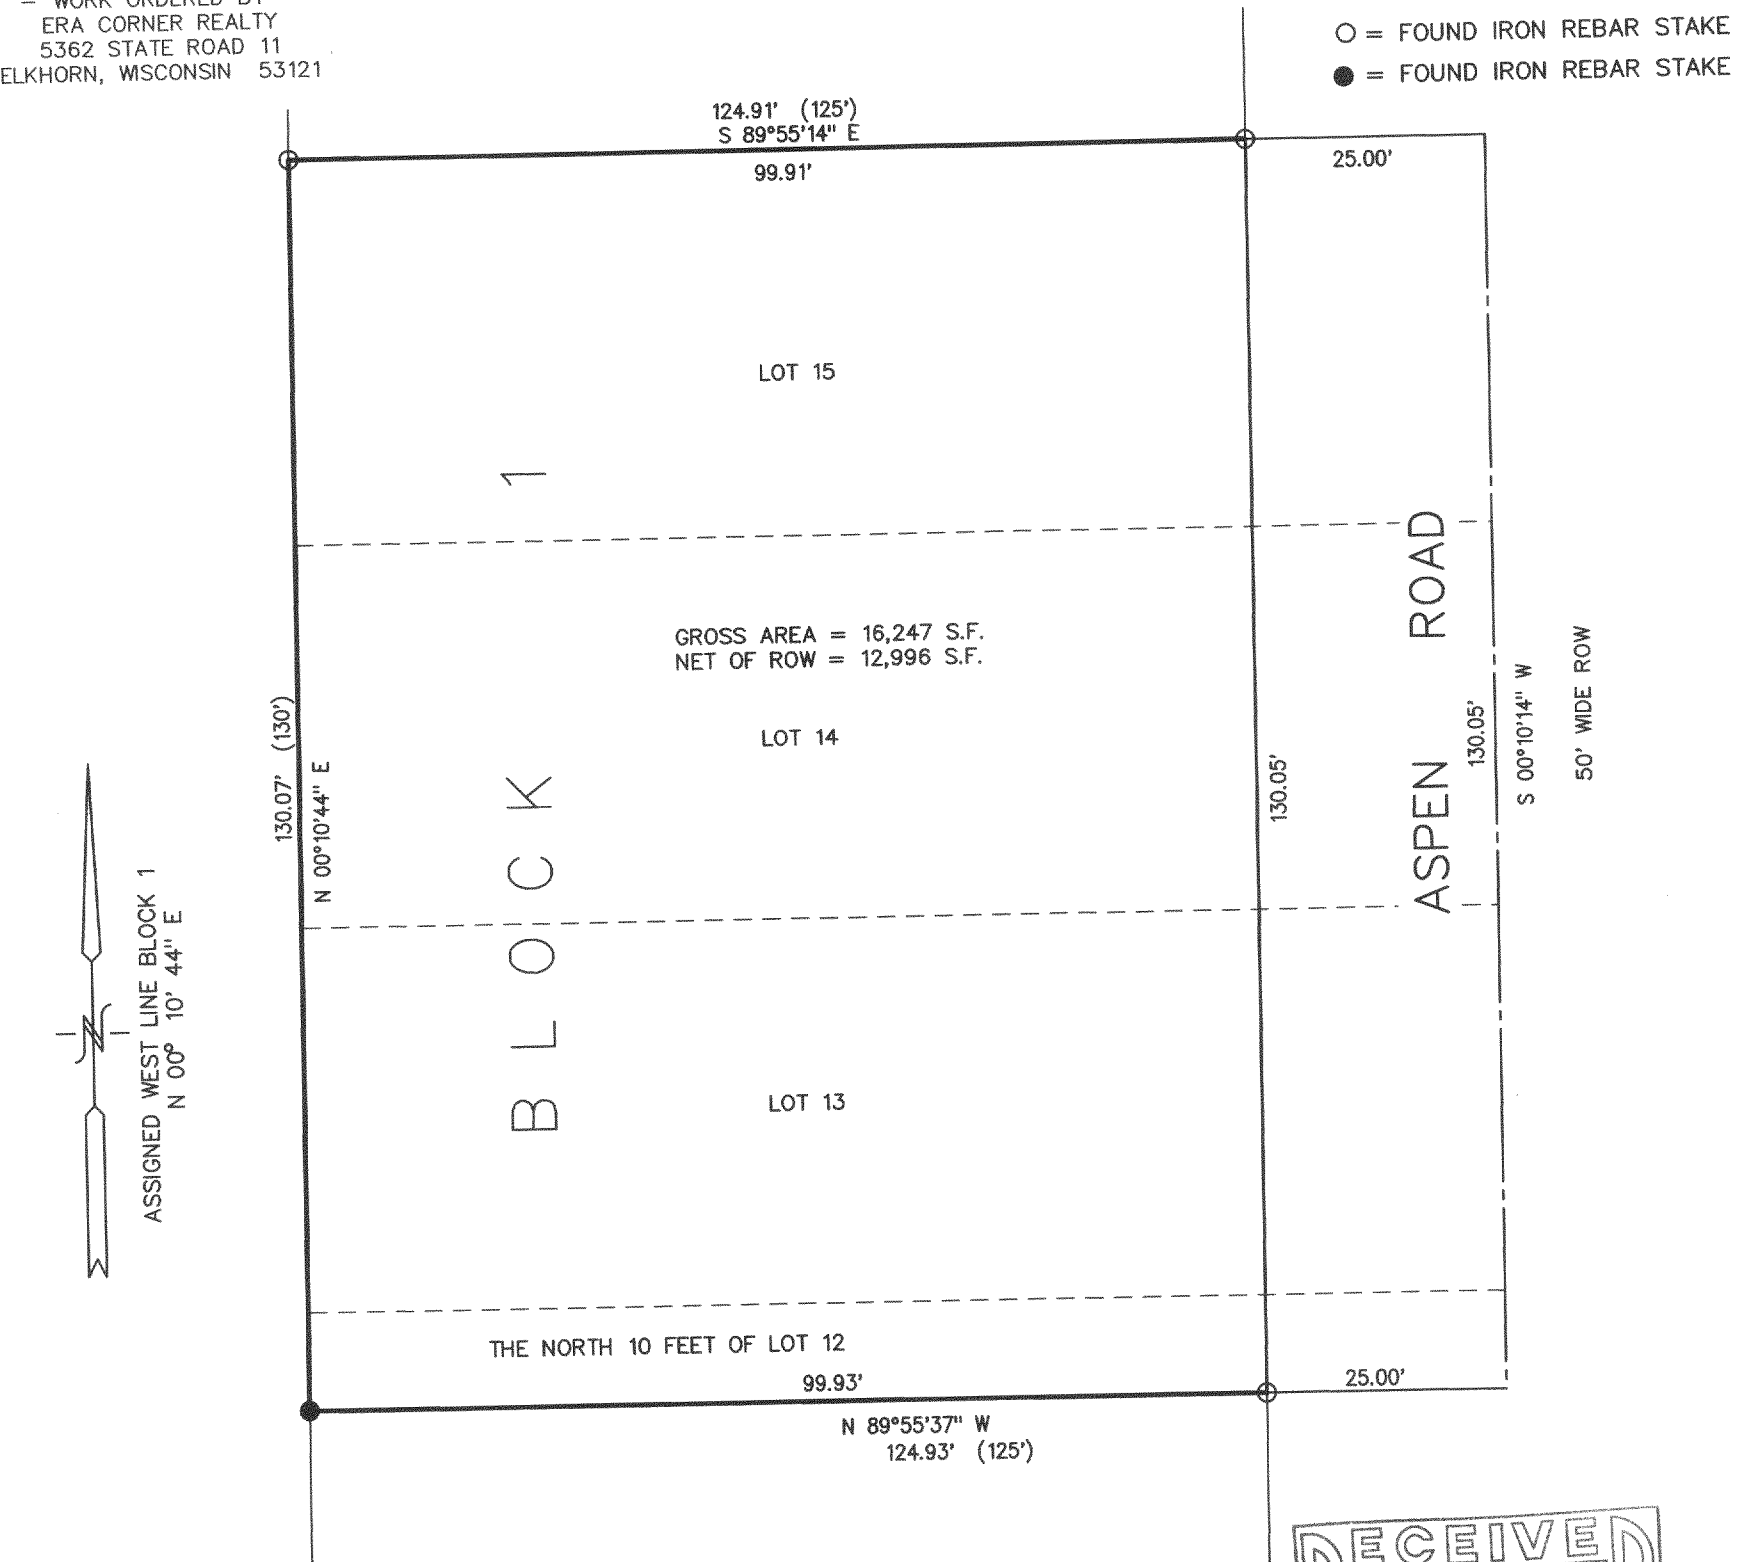 = WORK ORDERED BY
ERA CORNER REALTY
5362 STATE ROAD 11
ELKHORN, WISCONSIN 53121
○ = FOUND IRON REBAR STAKE
● = FOUND IRON REBAR STAKE
124.91' (125')
S 89°55'14" E
99.91'
25.00'
LOT 15
BLOCK 1
GROSS AREA = 16,247 S.F.
NET OF ROW = 12,996 S.F.
LOT 14
130.07' (130')
N 00°10'44" E
130.05'
ASPEN ROAD
130.05'
S 00°10'14" W
50' WIDE ROW
N
ASSIGNED WEST LINE BLOCK 1
N 00° 10' 44" E
LOT 13
THE NORTH 10 FEET OF LOT 12
99.93'
25.00'
N 89°55'37" W
124.93' (125')
RECEIVED